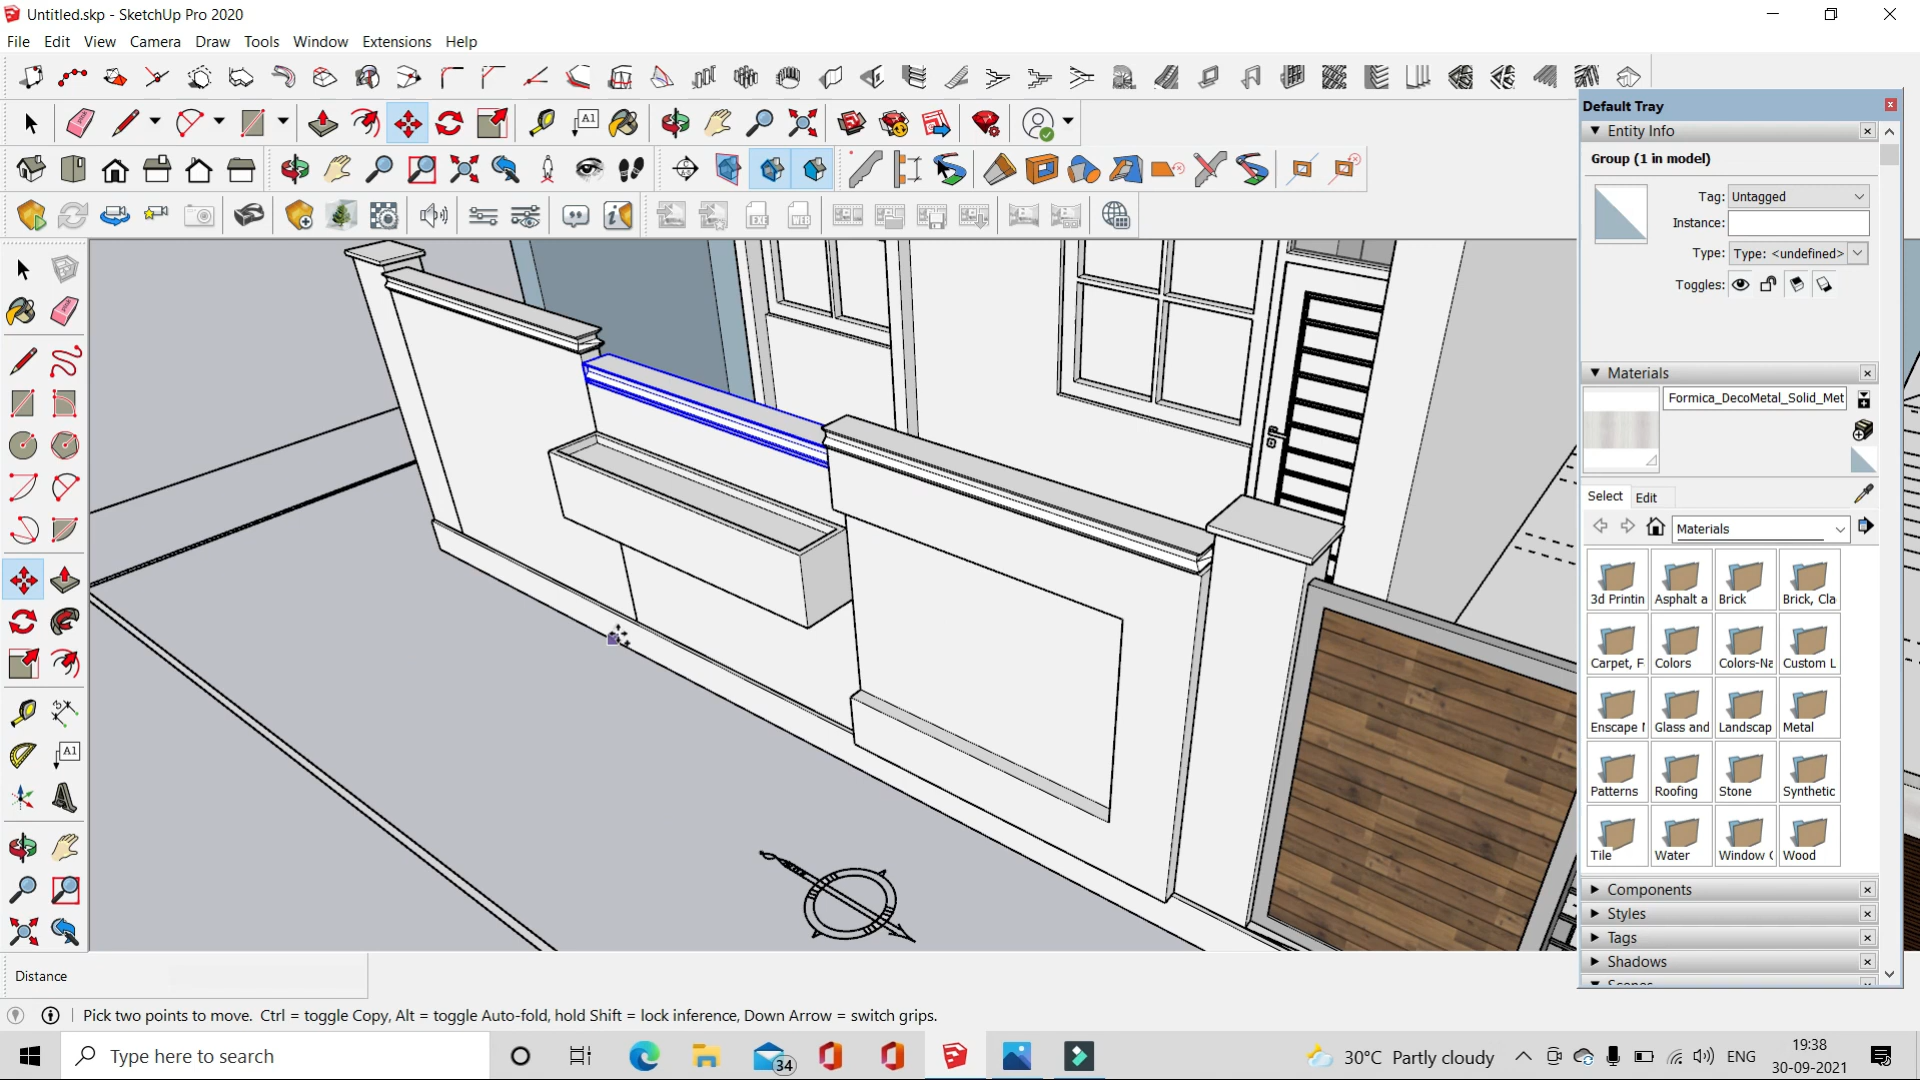 Untitled.skp - SketchUp Pro 2020
File Edit View Camera Draw Tools Window Extensions Help
A1
Default Tray
Entity Info
Group (1 in model)
Tag: Untagged
Instance:
Type: Type: <undefined>
Toggles:
Materials
Formica_DecoMetal_Solid_Met
Select Edit
Materials
3d Printin Asphalt a Brick Brick, Cla
Carpet, F Colors Colors-Na Custom L
Enscape Glass and Landscap Metal
Patterns Roofing Stone Synthetic
Tile Water Window Wood
Components
Styles
Tags
Shadows
Scenes
A1
Distance
Pick two points to move. Ctrl = toggle Copy, Alt = toggle Auto-fold, hold Shift = lock inference, Down Arrow = switch grips.
Type here to search
34
30°C Partly cloudy
ENG
19:38
30-09-2021